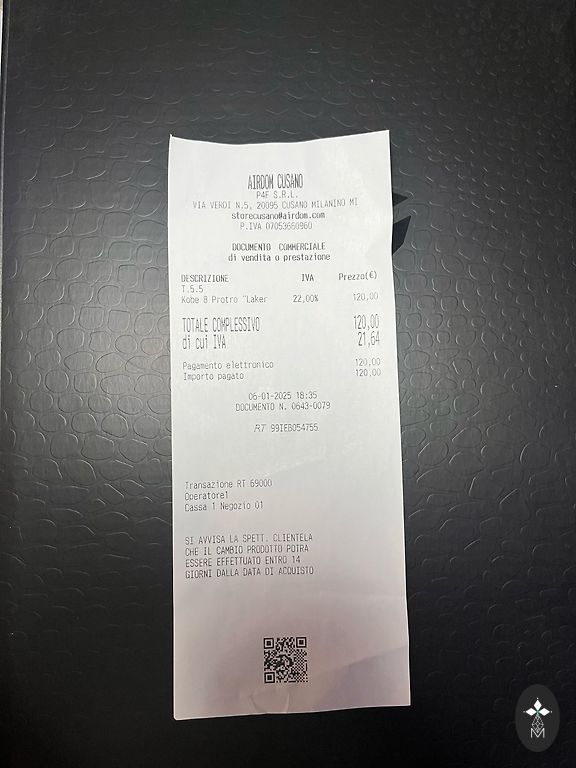 AIRDOM CUSANO
P4F S.R.L.
VIA VERDI N.5, 20095 CUSANO MILANINO MI
storecusano@airdom.com
P.IVA 07053660960
DOCUMENTO COMMERCIALE
di vendita o prestazione
DESCRIZIONE IVA Prezzo(€)
T.5.5
Kobe 8 Protro "Laker 22,00% 120,00
TOTALE COMPLESSIVO 120,00
di cui IVA 21,64
Pagamento elettronico 120,00
Importo pagato 120,00
06-01-2025 18:35
DOCUMENTO N. 0643-0079
RT 99IEB054755
Transazione RT 69000
Operatore1
Cassa 1 Negozio 01
SI AVVISA LA SPETT. CLIENTELA
CHE IL CAMBIO PRODOTTO POTRA
ESSERE EFFETTUATO ENTRO 14
GIORNI DALLA DATA DI ACQUISTO
M